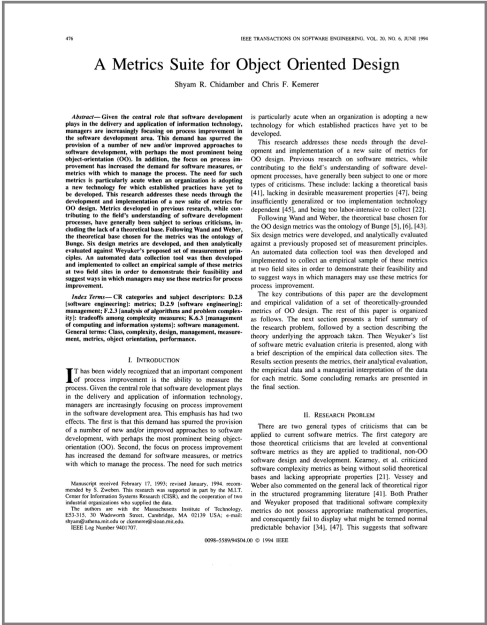 476
IEEE TRANSACTIONS ON SOFTWARE ENGINEERING, VOL. 20, NO. 6, JUNE 1994
A Metrics Suite for Object Oriented Design
Shyam R. Chidamber and Chris F. Kemerer
Abstract—Given the central role that software development
plays in the delivery and application of information technology,
managers are increasingly focusing on process improvement in
the software development area. This demand has spurred the
provision of a number of new and/or improved approaches to
software development, with perhaps the most prominent being
object-orientation (OO). In addition, the focus on process im-
provement has increased the demand for software measures, or
metrics with which to manage the process. The need for such
metrics is particularly acute when an organization is adopting
a new technology for which established practices have yet to
be developed. This research addresses these needs through the
development and implementation of a new suite of metrics for
OO design. Metrics developed in previous research, while con-
tributing to the field's understanding of software development
processes, have generally been subject to serious criticisms, in-
cluding the lack of a theoretical base. Following Wand and Weber,
the theoretical base chosen for the metrics was the ontology of
Bunge. Six design metrics are developed, and then analytically
evaluated against Weyuker's proposed set of measurement prin-
ciples. An automated data collection tool was then developed
and implemented to collect an empirical sample of these metrics
at two field sites in order to demonstrate their feasibility and
suggest ways in which managers may use these metrics for process
improvement.
Index Terms—CR categories and subject descriptors: D.2.8
[software engineering]: metrics; D.2.9 [software engineering]:
management; F.2.3 [analysis of algorithms and problem complex-
ity]: tradeoffs among complexity measures; K.6.3 [management
of computing and information systems]: software management.
General terms: Class, complexity, design, management, measure-
ment, metrics, object orientation, performance.
I. INTRODUCTION
IT has been widely recognized that an important component
of process improvement is the ability to measure the
process. Given the central role that software development plays
in the delivery and application of information technology,
managers are increasingly focusing on process improvement
in the software development area. This emphasis has had two
effects. The first is that this demand has spurred the provision
of a number of new and/or improved approaches to software
development, with perhaps the most prominent being object-
orientation (OO). Second, the focus on process improvement
has increased the demand for software measures, or metrics
with which to manage the process. The need for such metrics
Manuscript received February 17, 1993; revised January, 1994. recom-
mended by S. Zweben. This research was supported in part by the M.I.T.
Center for Information Systems Research (CISR), and the cooperation of two
industrial organizations who supplied the data.
The authors are with the Massachusetts Institute of Technology,
E53-315, 30 Wadsworth Street, Cambridge, MA 02139 USA; e-mail:
shyam@athena.mit.edu or ckemerer@sloan.mit.edu.
IEEE Log Number 9401707.
is particularly acute when an organization is adopting a new
technology for which established practices have yet to be
developed.
This research addresses these needs through the devel-
opment and implementation of a new suite of metrics for
OO design. Previous research on software metrics, while
contributing to the field's understanding of software devel-
opment processes, have generally been subject to one or more
types of criticisms. These include: lacking a theoretical basis
[41], lacking in desirable measurement properties [47], being
insufficiently generalized or too implementation technology
dependent [45], and being too labor-intensive to collect [22].
Following Wand and Weber, the theoretical base chosen for
the OO design metrics was the ontology of Bunge [5], [6], [43].
Six design metrics were developed, and analytically evaluated
against a previously proposed set of measurement principles.
An automated data collection tool was then developed and
implemented to collect an empirical sample of these metrics
at two field sites in order to demonstrate their feasibility and
to suggest ways in which managers may use these metrics for
process improvement.
The key contributions of this paper are the development
and empirical validation of a set of theoretically-grounded
metrics of OO design. The rest of this paper is organized
as follows. The next section presents a brief summary of
the research problem, followed by a section describing the
theory underlying the approach taken. Then Weyuker's list
of software metric evaluation criteria is presented, along with
a brief description of the empirical data collection sites. The
Results section presents the metrics, their analytical evaluation,
the empirical data and a managerial interpretation of the data
for each metric. Some concluding remarks are presented in
the final section.
II. RESEARCH PROBLEM
There are two general types of criticisms that can be
applied to current software metrics. The first category are
those theoretical criticisms that are leveled at conventional
software metrics as they are applied to traditional, non-OO
software design and development. Kearney, et al. criticized
software complexity metrics as being without solid theoretical
bases and lacking appropriate properties [21]. Vessey and
Weber also commented on the general lack of theoretical rigor
in the structured programming literature [41]. Both Prather
and Weyuker proposed that traditional software complexity
metrics do not possess appropriate mathematical properties,
and consequently fail to display what might be termed normal
predictable behavior [34], [47]. This suggests that software
0098-5589/94$04.00 © 1994 IEEE